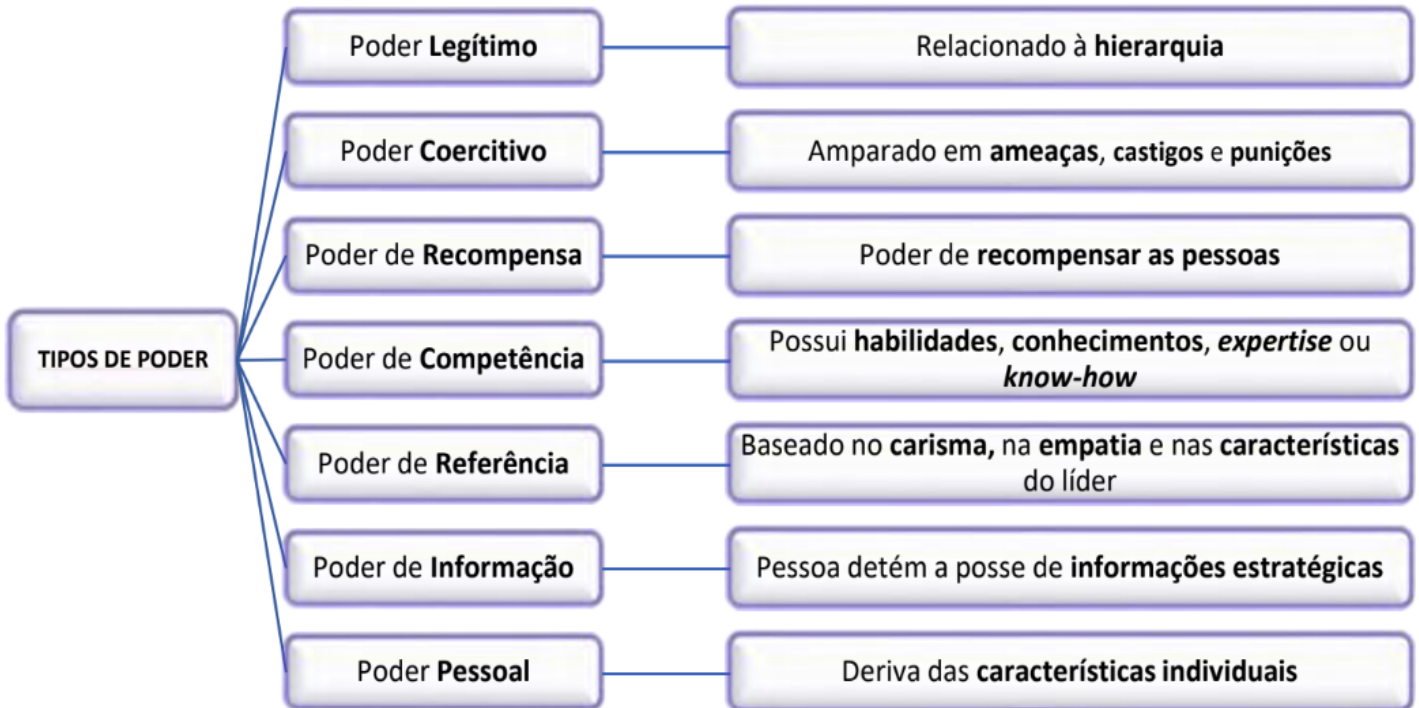 Poder Legítimo
Relacionado à hierarquia
Poder Coercitivo
Amparado em ameaças, castigos e punições
Poder de Recompensa
Poder de recompensar as pessoas
TIPOS DE PODER
Poder de Competência
Possui habilidades, conhecimentos, expertise ou
know-how
Poder de Referência
Baseado no carisma, na empatia e nas características
do líder
Poder de Informação
Pessoa detém a posse de informações estratégicas
Poder Pessoal
Deriva das características individuais